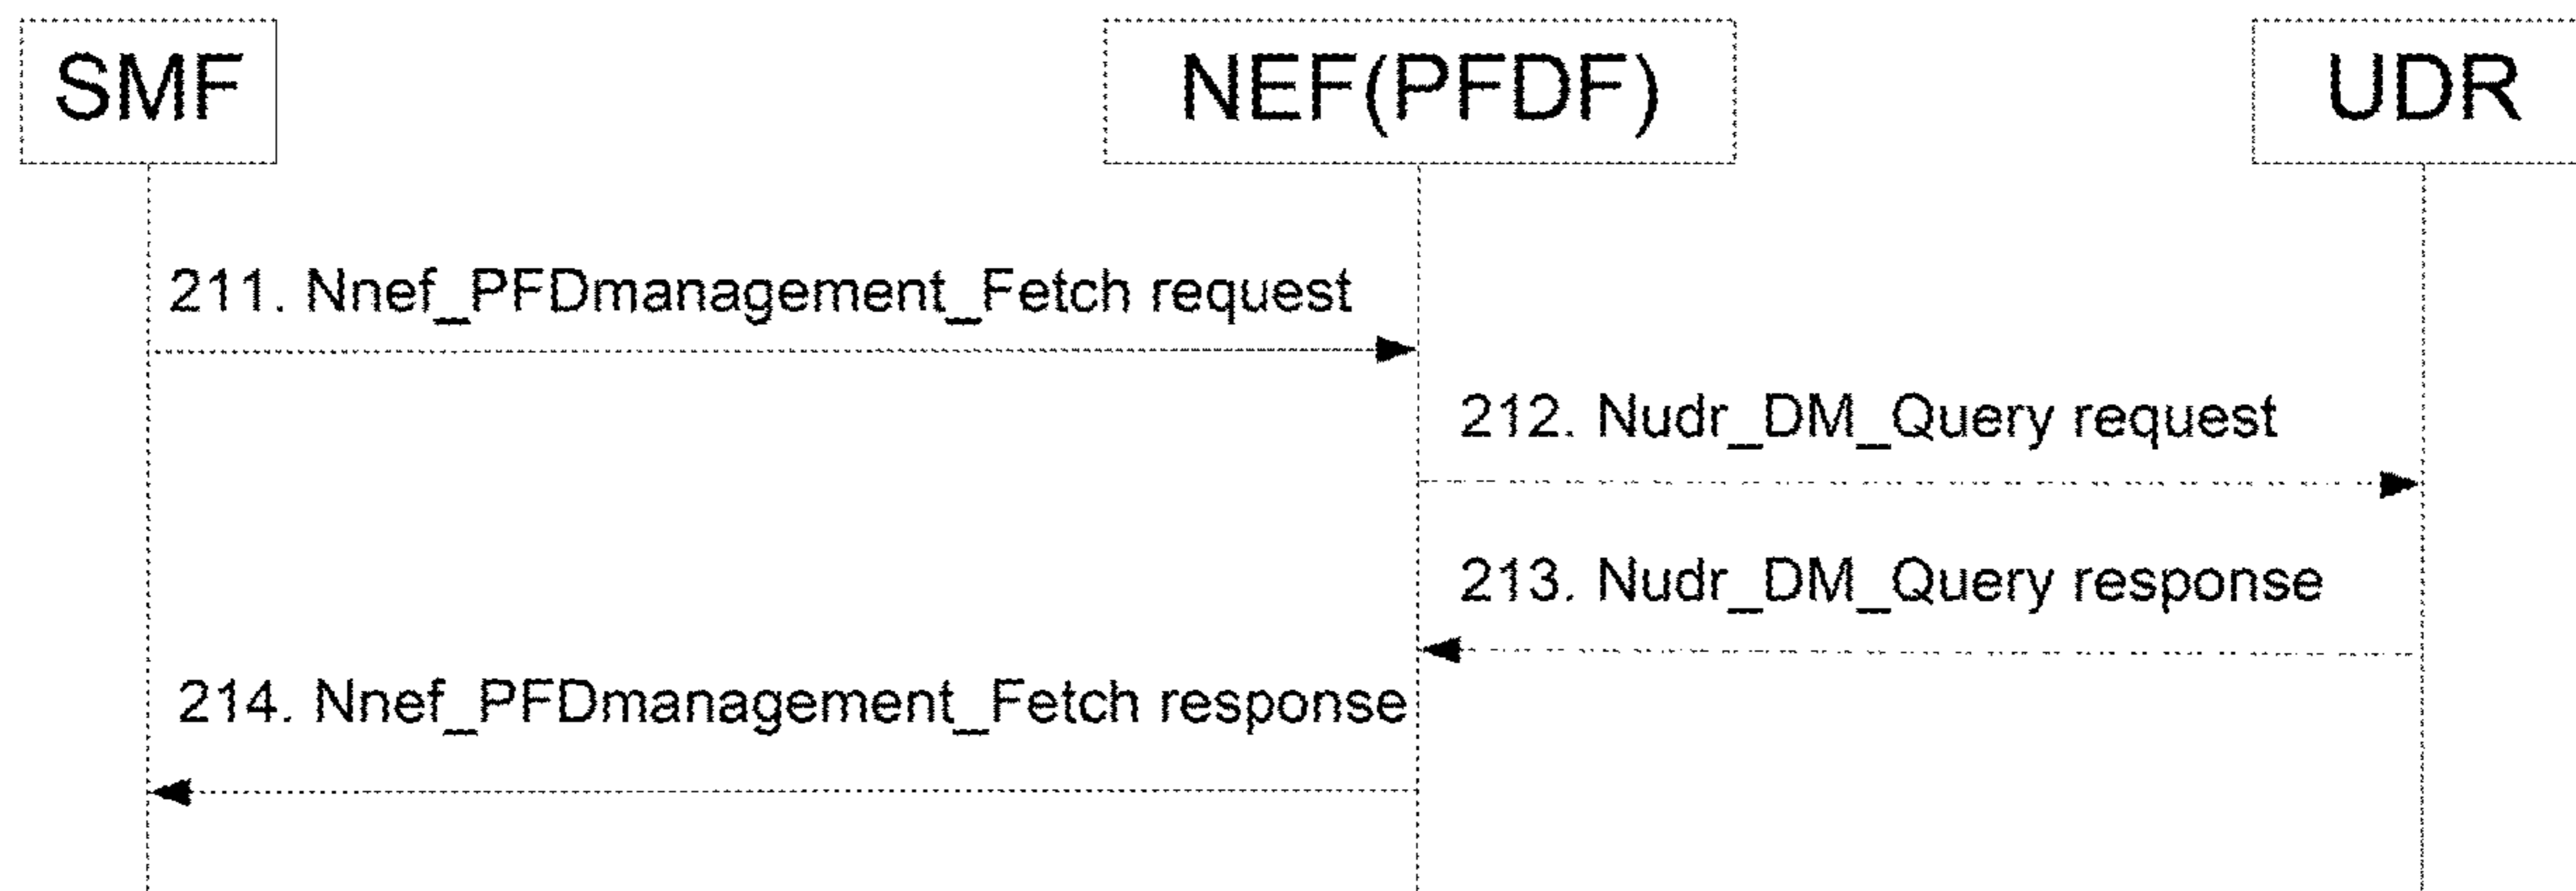 SMF
NEF(PFDF)
UDR
211. Nnef_PFDmanagement_Fetch request
212. Nudr_DM_Query request
213. Nudr_DM_Query response
214. Nnef_PFDmanagement_Fetch response